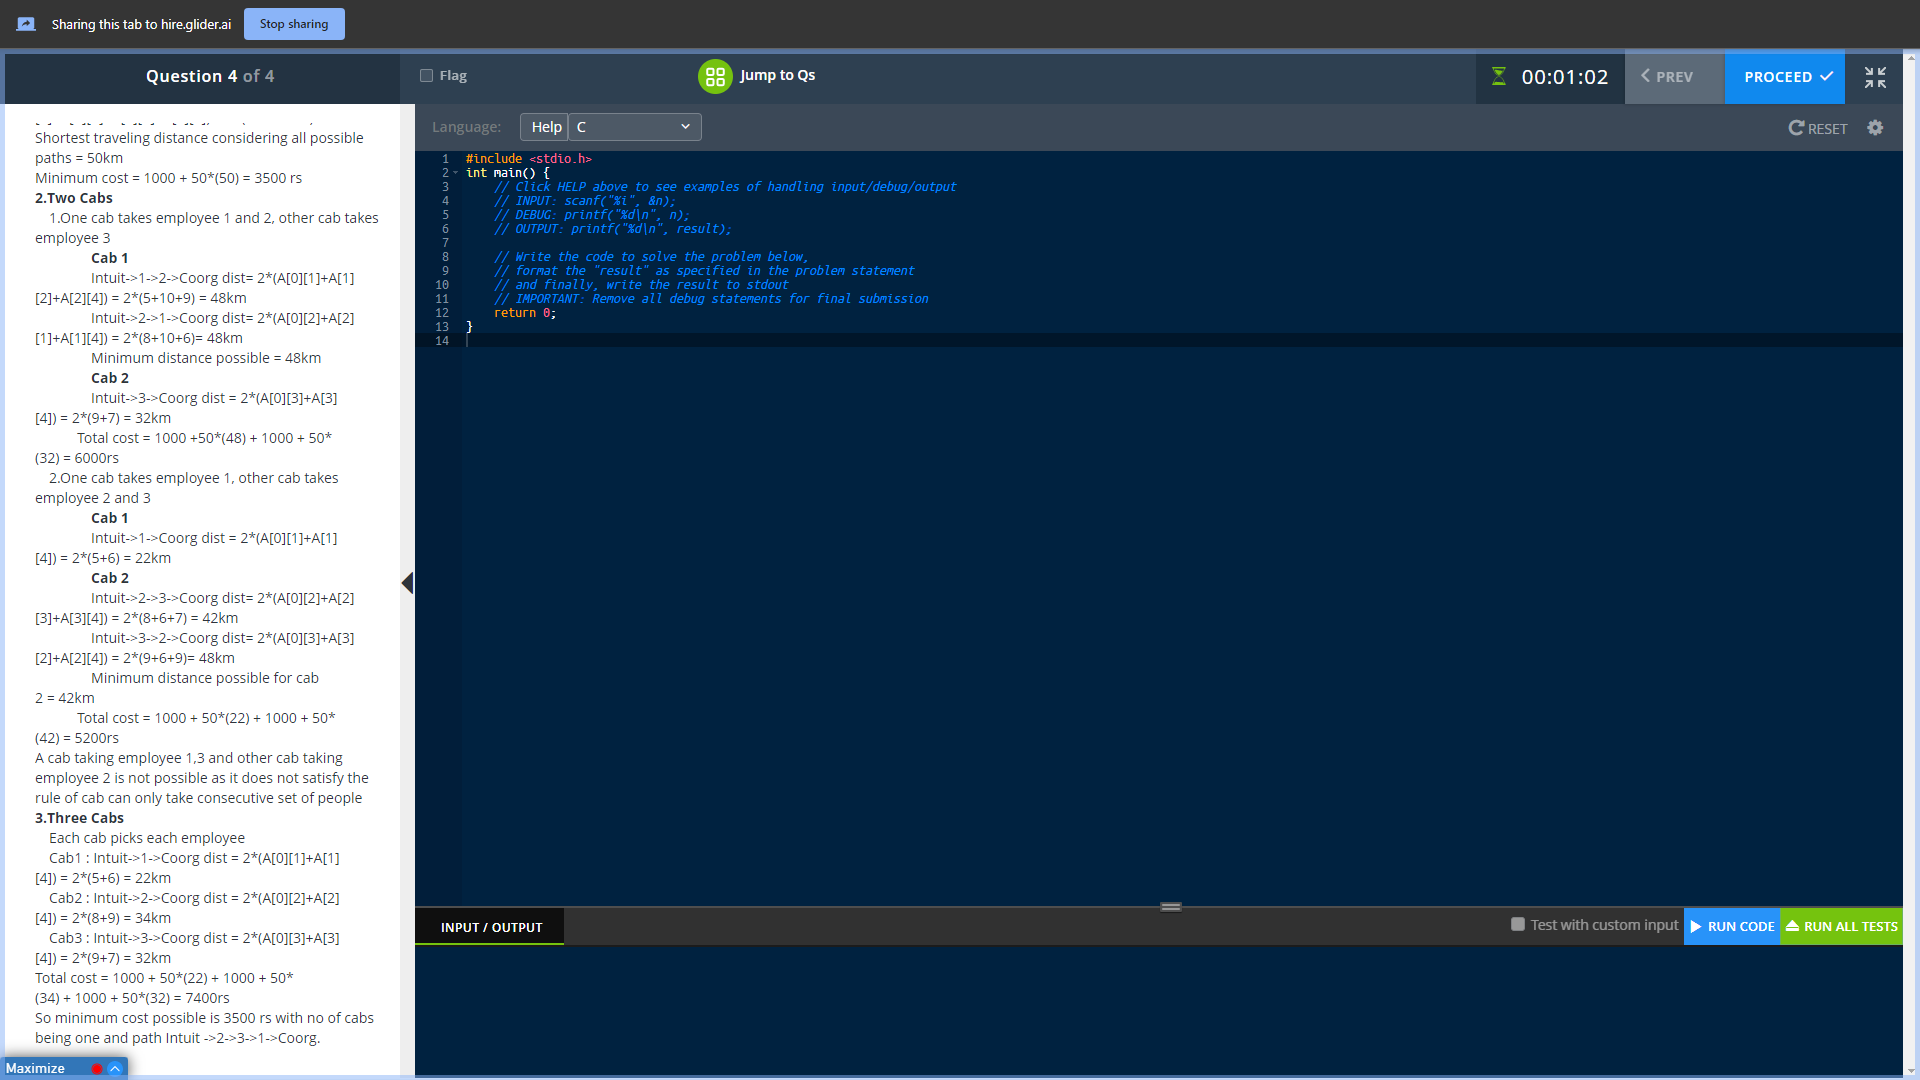 Sharing this tab to hire.glider.ai
Stop sharing
Question 4 of 4
Flag
Jump to Qs
00:01:02
PREV
PROCEED
Shortest traveling distance considering all possible
paths = 50km
Minimum cost = 1000 + 50*(50) = 3500 rs
2.Two Cabs
1.One cab takes employee 1 and 2, other cab takes
employee 3
Cab 1
Intuit->1->2->Coorg dist= 2*(A[0][1]+A[1]
[2]+A[2][4]) = 2*(5+10+9) = 48km
Intuit->2->1->Coorg dist= 2*(A[0][2]+A[2]
[1]+A[1][4]) = 2*(8+10+6)= 48km
Minimum distance possible = 48km
Cab 2
Intuit->3->Coorg dist = 2*(A[0][3]+A[3]
[4]) = 2*(9+7) = 32km
Total cost = 1000 +50*(48) + 1000 + 50*
(32) = 6000rs
2.One cab takes employee 1, other cab takes
employee 2 and 3
Cab 1
Intuit->1->Coorg dist = 2*(A[0][1]+A[1]
[4]) = 2*(5+6) = 22km
Cab 2
Intuit->2->3->Coorg dist= 2*(A[0][2]+A[2]
[3]+A[3][4]) = 2*(8+6+7) = 42km
Intuit->3->2->Coorg dist= 2*(A[0][3]+A[3]
[2]+A[2][4]) = 2*(9+6+9)= 48km
Minimum distance possible for cab
2 = 42km
Total cost = 1000 + 50*(22) + 1000 + 50*
(42) = 5200rs
A cab taking employee 1,3 and other cab taking
employee 2 is not possible as it does not satisfy the
rule of cab can only take consecutive set of people
3.Three Cabs
Each cab picks each employee
Cab1 : Intuit->1->Coorg dist = 2*(A[0][1]+A[1]
[4]) = 2*(5+6) = 22km
Cab2 : Intuit->2->Coorg dist = 2*(A[0][2]+A[2]
[4]) = 2*(8+9) = 34km
Cab3 : Intuit->3->Coorg dist = 2*(A[0][3]+A[3]
[4]) = 2*(9+7) = 32km
Total cost = 1000 + 50*(22) + 1000 + 50*
(34) + 1000 + 50*(32) = 7400rs
So minimum cost possible is 3500 rs with no of cabs
being one and path Intuit ->2->3->1->Coorg.
Maximize
Language:
Help
C
RESET
1 #include <stdio.h>
2 int main() {
3 // Click HELP above to see examples of handling input/debug/output
4 // INPUT: scanf("%i", &n);
5 // DEBUG: printf("%d\n", n);
6 // OUTPUT: printf("%d\n", result);
7
8 // Write the code to solve the problem below,
9 // format the "result" as specified in the problem statement
10 // and finally, write the result to stdout
11 // IMPORTANT: Remove all debug statements for final submission
12 return 0;
13 }
14
INPUT / OUTPUT
Test with custom input
RUN CODE
RUN ALL TESTS